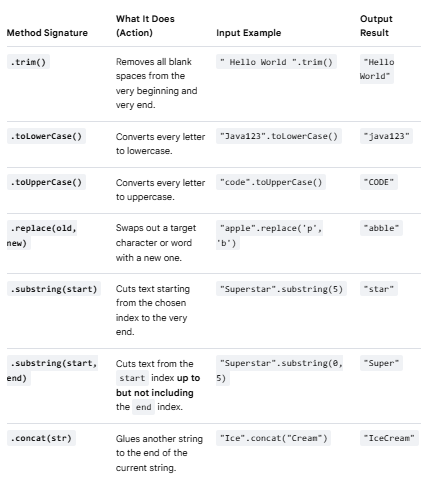 Method Signature What It Does (Action) Input Example Output Result
.trim() Removes all blank spaces from the very beginning and very end. " Hello World ".trim() "Hello World"
.toLowerCase() Converts every letter to lowercase. "Java123".toLowerCase() "java123"
.toUpperCase() Converts every letter to uppercase. "code".toUpperCase() "CODE"
.replace(old, new) Swaps out a target character or word with a new one. "apple".replace('p', 'b') "abble"
.substring(start) Cuts text starting from the chosen index to the very end. "Superstar".substring(5) "star"
.substring(start, end) Cuts text from the start index up to but not including the end index. "Superstar".substring(0, 5) "Super"
.concat(str) Glues another string to the end of the current string. "Ice".concat("Cream") "IceCream"